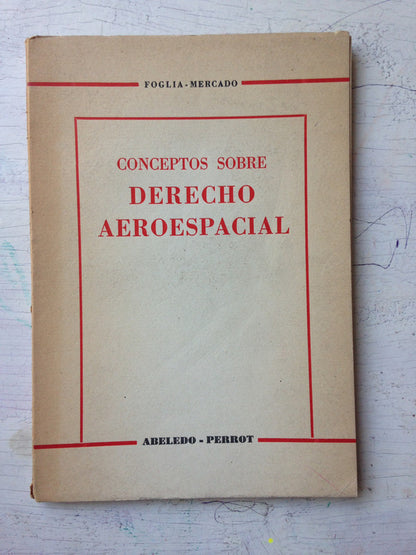 FOGLIA - MERCADO
CONCEPTOS SOBRE
DERECHO
AEROESPACIAL
ABELEDO - PERROT